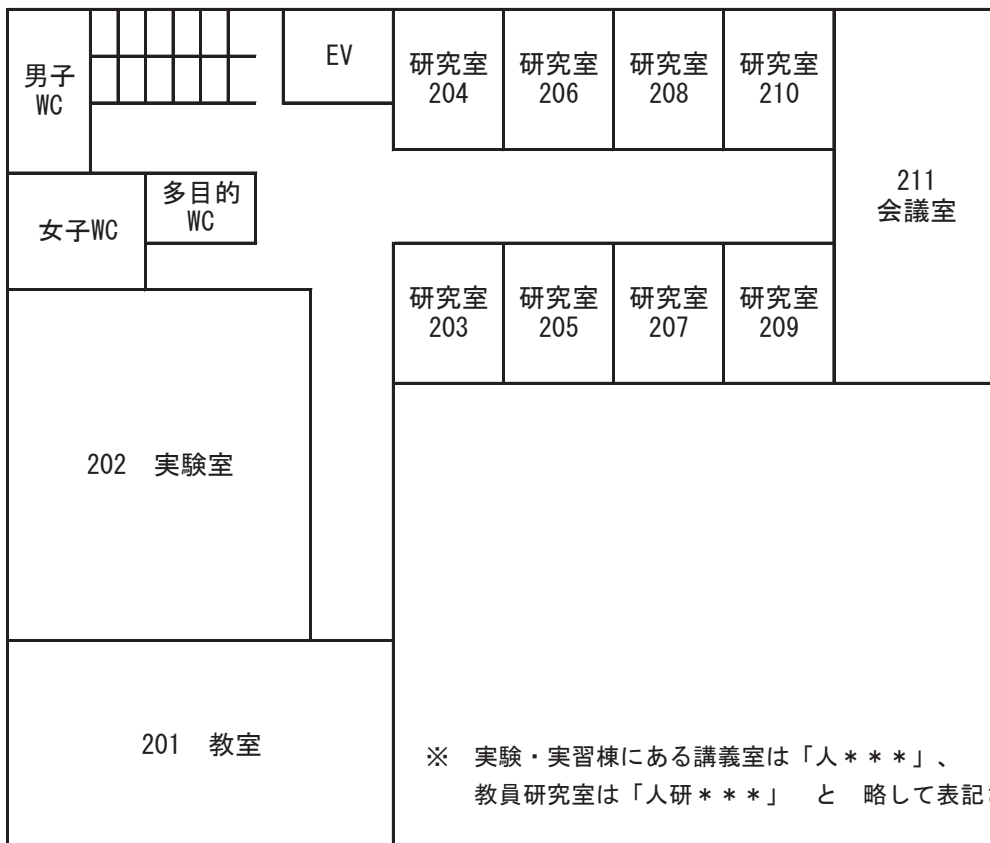 男子
WC
EV
研究室
204
研究室
206
研究室
208
研究室
210
211
会議室
女子WC
多目的
WC
研究室
203
研究室
205
研究室
207
研究室
209
202 実験室
201 教室
※ 実験・実習棟にある講義室は「人＊＊＊」、
教員研究室は「人研＊＊＊」 と 略して表記